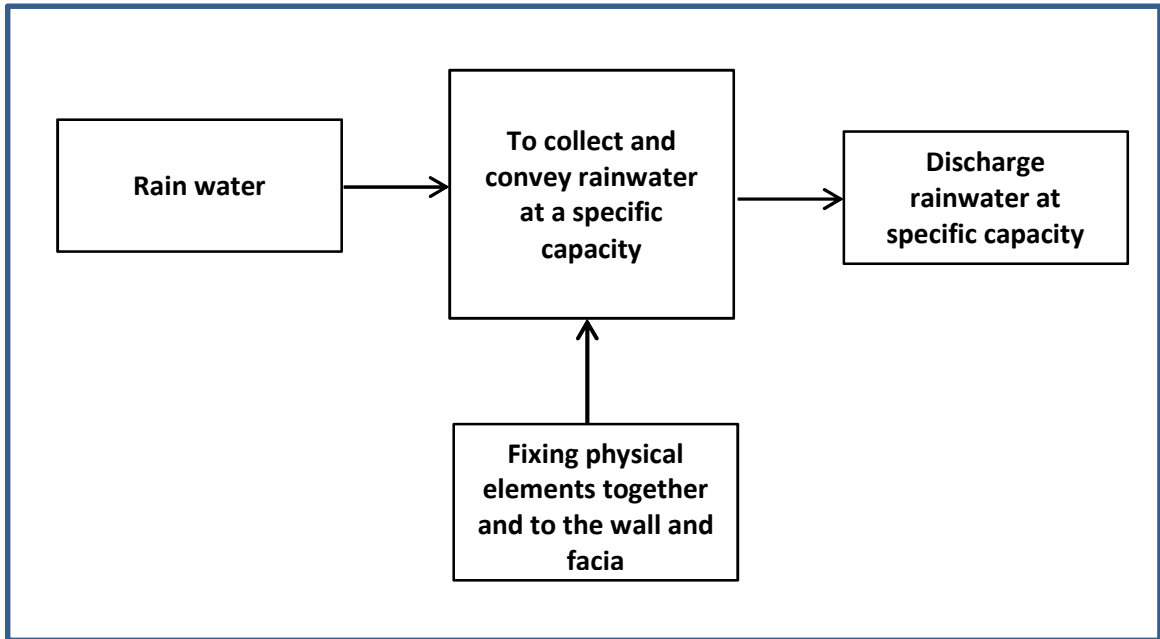 Rain water
To collect and
convey rainwater
at a specific
capacity
Discharge
rainwater at
specific capacity
Fixing physical
elements together
and to the wall and
facia